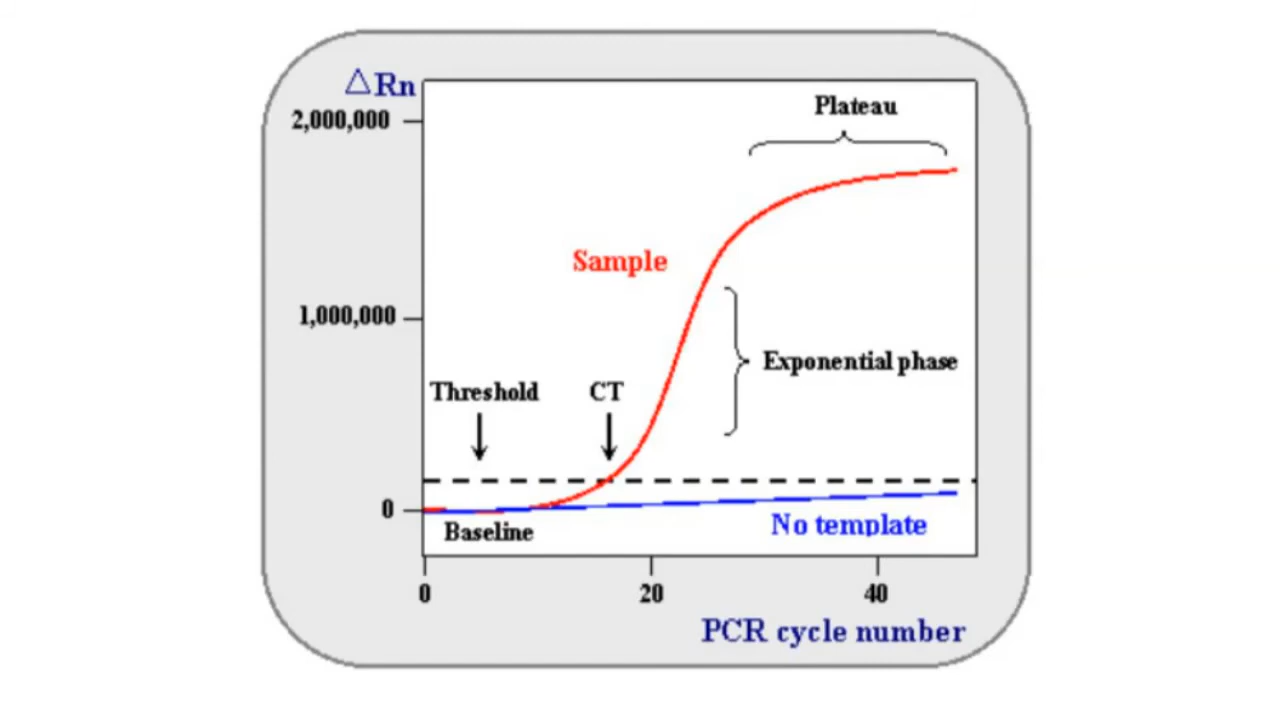 △Rn
2,000,000
Plateau
Sample
1,000,000
Exponential phase
Threshold
CT
0
No template
Baseline
0 20 40
PCR cycle number